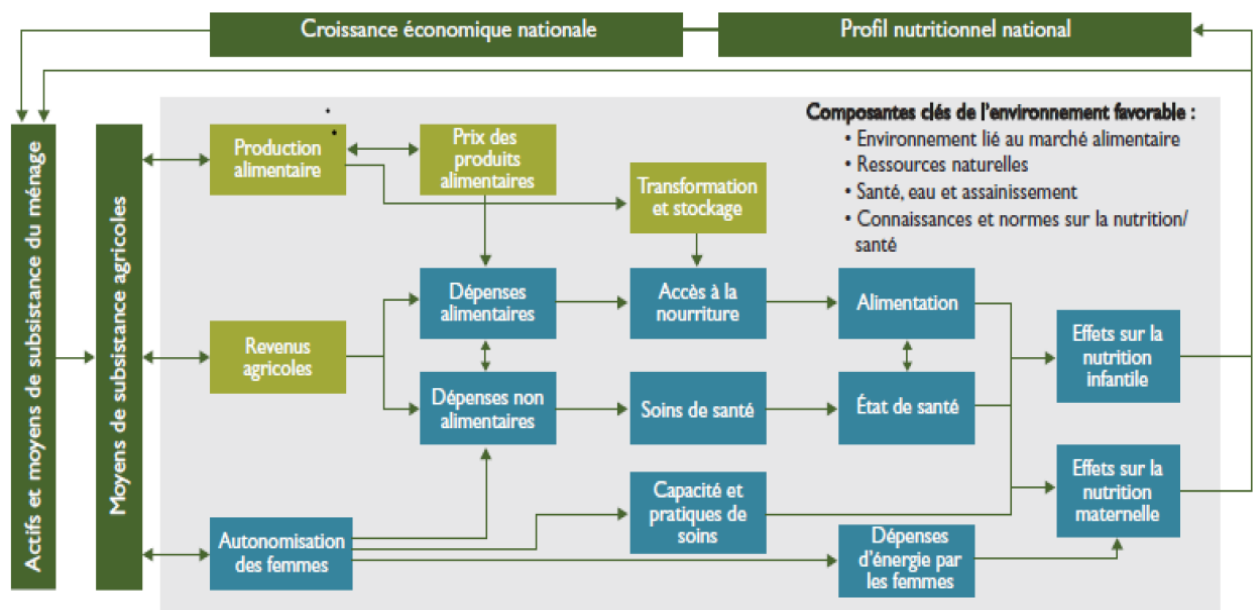 Croissance économique nationale
Profil nutritionnel national
Actifs et moyens de subsistance du ménage
Moyens de subsistance agricoles
Composantes clés de l'environnement favorable :
• Environnement lié au marché alimentaire
• Ressources naturelles
• Santé, eau et assainissement
• Connaissances et normes sur la nutrition/
santé
Production
alimentaire
Prix des
produits
alimentaires
Transformation
et stockage
Dépenses
alimentaires
Accès à la
nourriture
Alimentation
Revenus
agricoles
Effets sur la
nutrition
infantile
Dépenses non
alimentaires
Soins de santé
État de santé
Effets sur la
nutrition
maternelle
Capacité et
pratiques de
soins
Autonomisation
des femmes
Dépenses
d'énergie par
les femmes